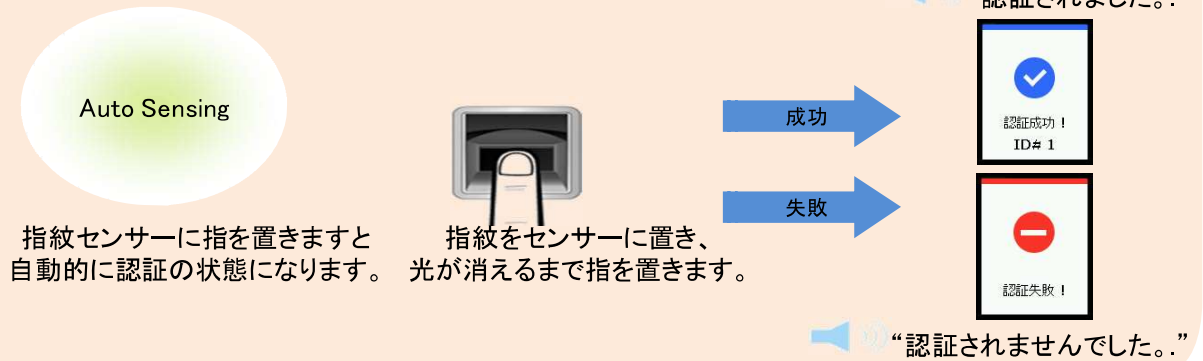 認証されました。."
Auto Sensing
指紋センサーに指を置きますと
自動的に認証の状態になります。
指紋をセンサーに置き、
光が消えるまで指を置きます。
成功
認証成功！
ID# 1
失敗
認証失敗！
“認証されませんでした。.”